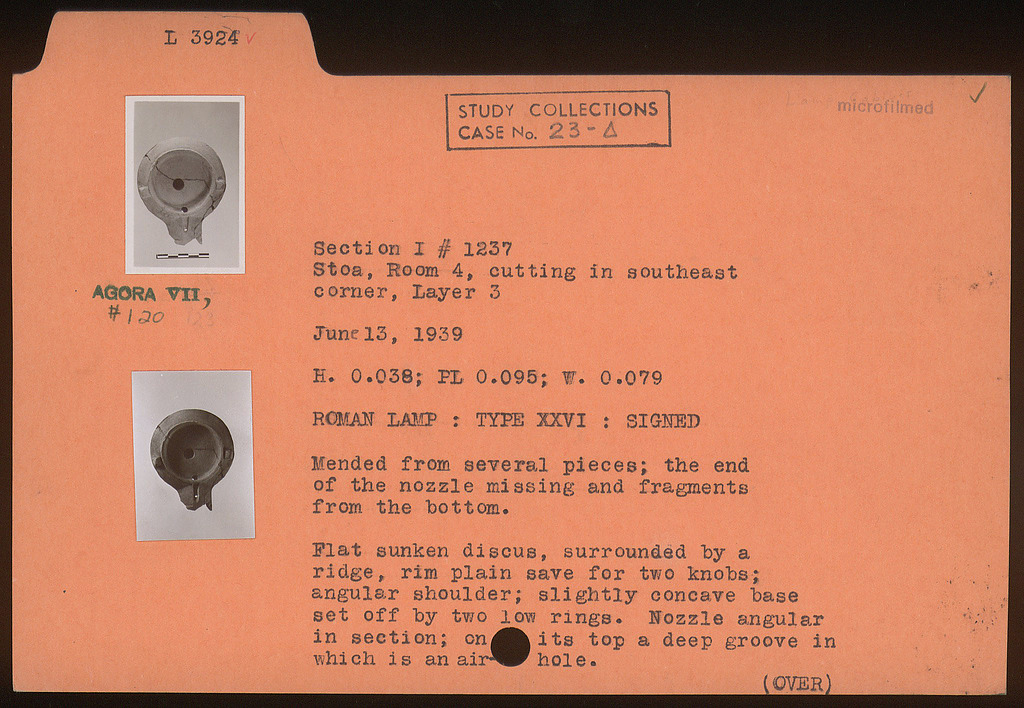 L 3924 ✓
STUDY COLLECTIONS
CASE No. 23-Δ
microfilmed ✓
AGORA VII,
#120
Section I # 1237
Stoa, Room 4, cutting in southeast
corner, Layer 3
June 13, 1939
H. 0.038; PL 0.095; W. 0.079
ROMAN LAMP : TYPE XXVI : SIGNED
Mended from several pieces; the end
of the nozzle missing and fragments
from the bottom.
Flat sunken discus, surrounded by a
ridge, rim plain save for two knobs;
angular shoulder; slightly concave base
set off by two low rings. Nozzle angular
in section; on its top a deep groove in
which is an air-hole.
(OVER)